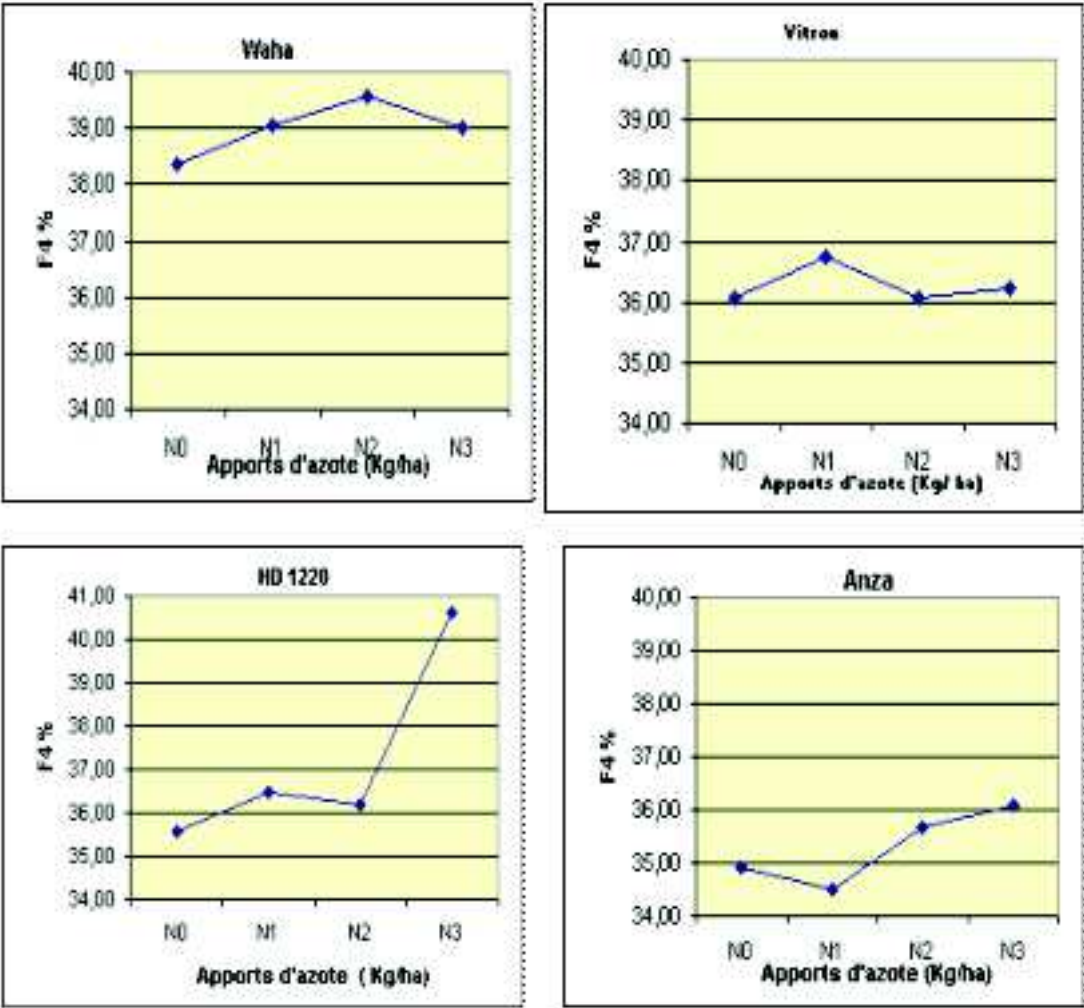 Waha
40,00
39,00
38,00
37,00
36,00
35,00
34,00
F4 %
N0 N1 N2 N3
Apports d'azote (Kg/ha)
Vitron
40,00
39,00
38,00
37,00
36,00
35,00
34,00
F4 %
N0 N1 N2 N3
Apports d'azote (Kg/ ha)
HD 1220
41,00
40,00
39,00
38,00
37,00
36,00
35,00
34,00
F4 %
N0 N1 N2 N3
Apports d'azote ( Kg/ha)
Anza
40,00
39,00
38,00
37,00
36,00
35,00
34,00
F4 %
N0 N1 N2 N3
Apports d'azote (Kg/ha)